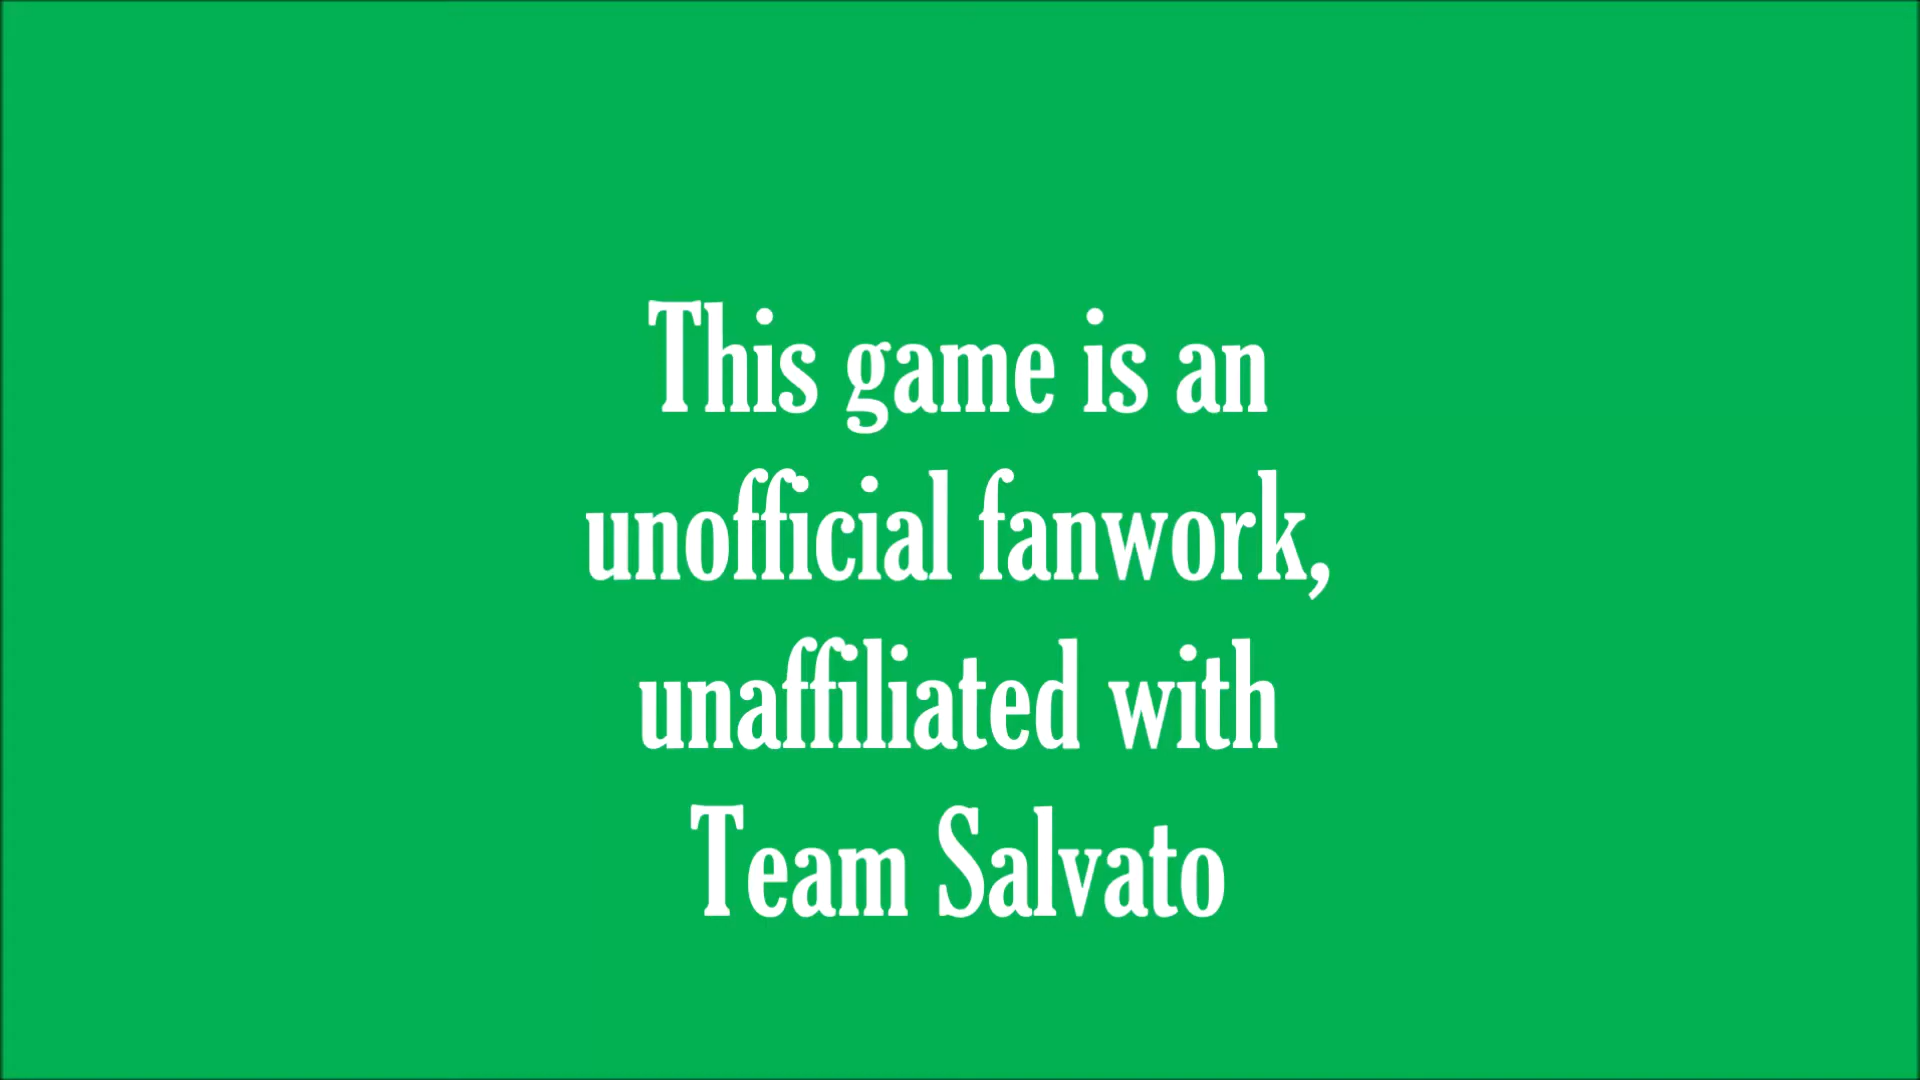 This game is an
unofficial fanwork,
unaffiliated with
Team Salvato